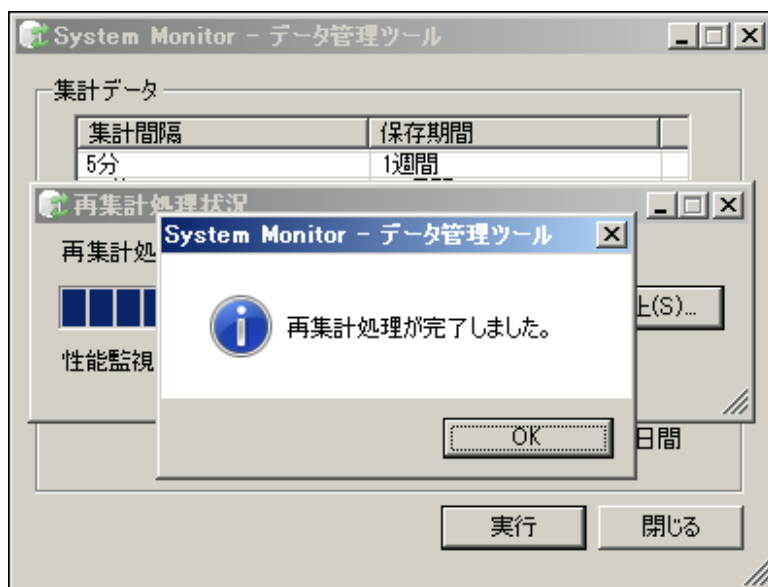 System Monitor - データ管理ツール
集計データ
集計間隔 保存期間
5分 1週間
再集計処理状況
再集計処
System Monitor - データ管理ツール
再集計処理が完了しました。
(S)...
性能監視
OK
日間
実行 閉じる